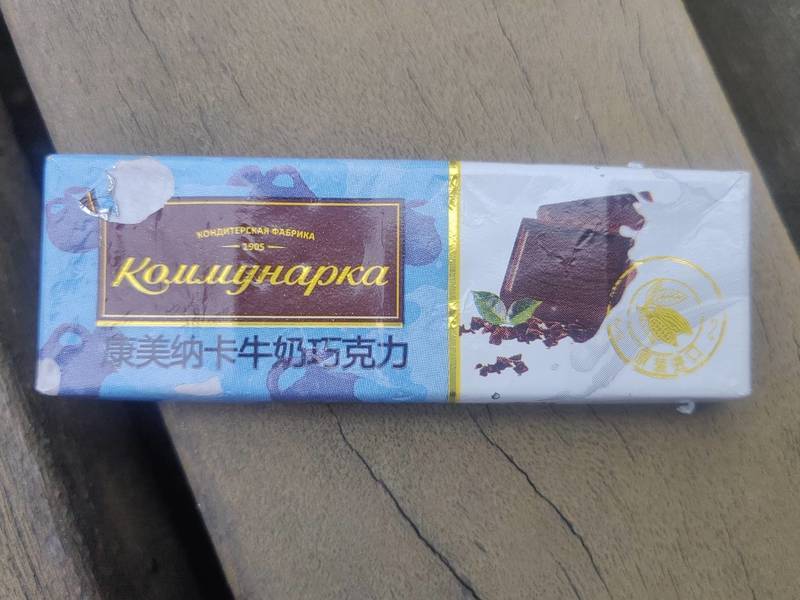 КОНДИТЕРСКАЯ ФАБРИКА
1905
Коммунарка
康美纳卡牛奶巧克力